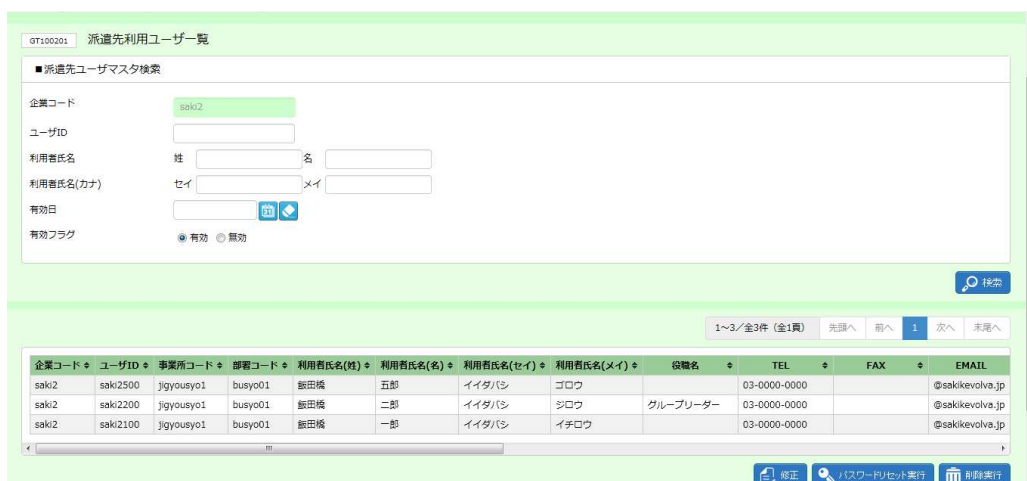 GT100201 派遣先利用ユーザ一覧
■派遣先ユーザマスタ検索
企業コード saki2
ユーザID
利用者氏名 姓 名
利用者氏名(カナ) セイ メイ
有効日
有効フラグ 有効 無効
検索
1～3／全3件 (全1頁) 先頭へ 前へ 1 次へ 末尾へ
企業コード ユーザID 事業所コード 部署コード 利用者氏名(姓) 利用者氏名(名) 利用者氏名(セイ) 利用者氏名(メイ) 役職名 TEL FAX EMAIL
saki2 saki2500 jigyousyo1 busyo01 飯田橋 五郎 イイダバシ ゴロウ 03-0000-0000 @sakikevolva.jp
saki2 saki2200 jigyousyo1 busyo01 飯田橋 二郎 イイダバシ ジロウ グループリーダー 03-0000-0000 @sakikevolva.jp
saki2 saki2100 jigyousyo1 busyo01 飯田橋 一郎 イイダバシ イチロウ 03-0000-0000 @sakikevolva.jp
修正 パスワードリセット実行 削除実行